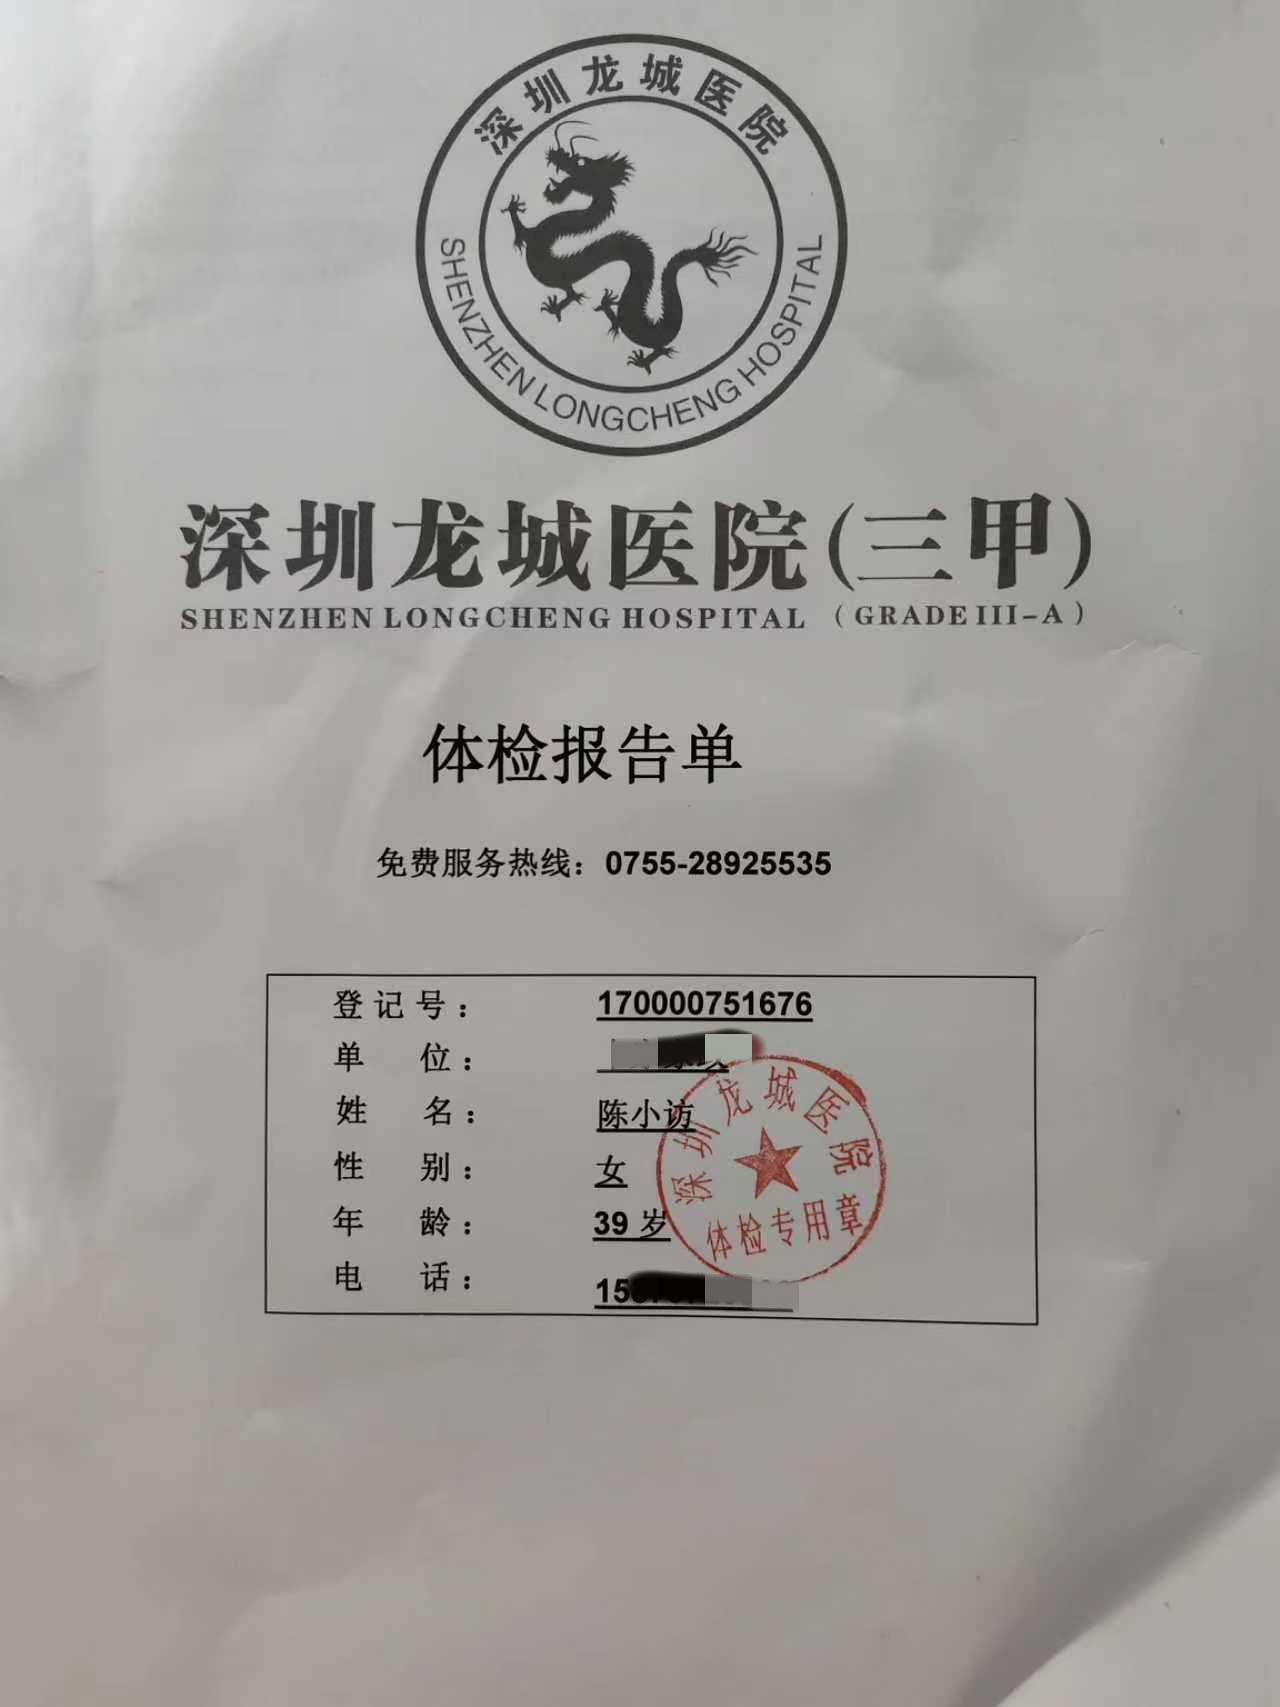 深圳龙城医院
SHENZHEN LONGCHENG HOSPITAL
深圳龙城医院(三甲)
SHENZHEN LONGCHENG HOSPITAL (GRADE III-A)
体检报告单
免费服务热线：0755-28925535
登记号： 170000751676
单 位：
姓 名： 陈小访
性 别： 女
年 龄： 39 岁
电 话： 15
深圳龙城医院
体检专用章